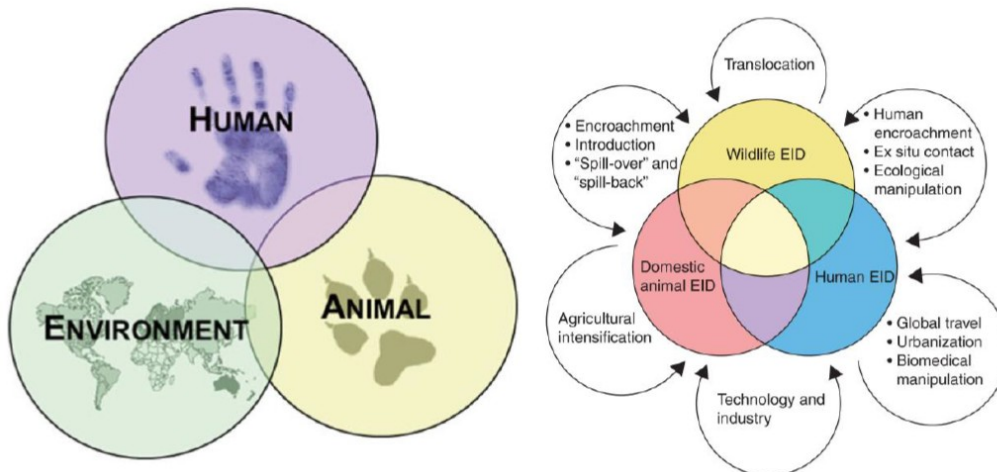 HUMAN
ENVIRONMENT
ANIMAL
Translocation
• Encroachment
• Introduction
• “Spill-over” and
“spill-back”
Wildlife EID
• Human
encroachment
• Ex situ contact
• Ecological
manipulation
Domestic
animal EID
Human EID
Agricultural
intensification
• Global travel
• Urbanization
• Biomedical
manipulation
Technology and
industry